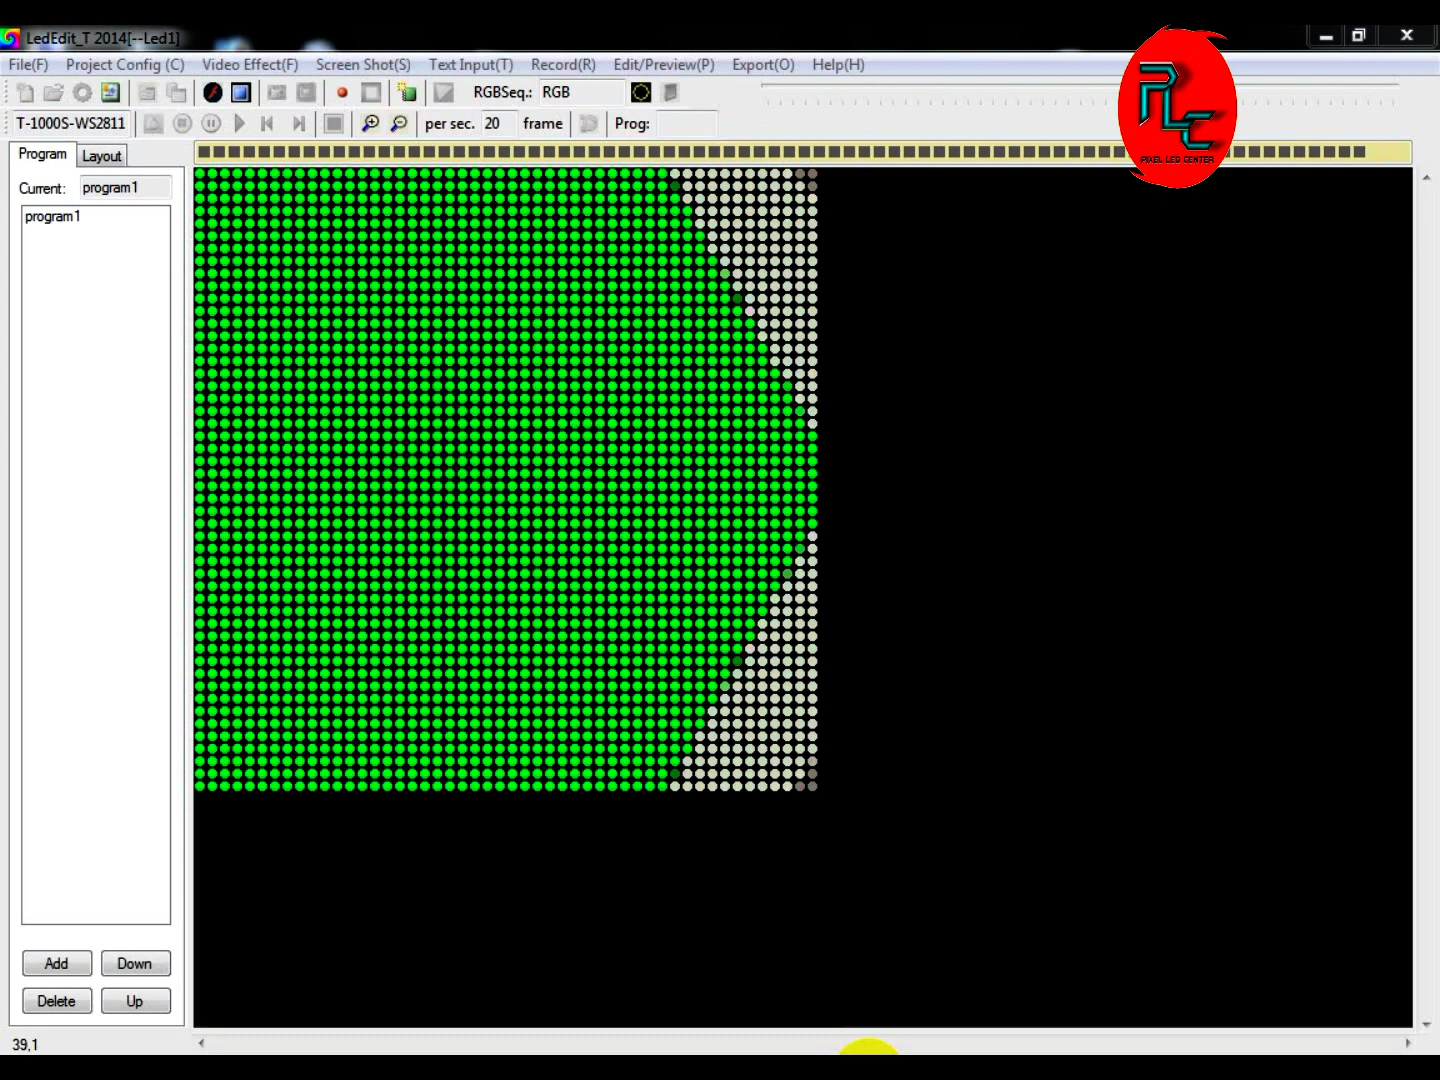 LedEdit_T 2014[--Led1]
File(F) Project Config (C) Video Effect(F) Screen Shot(S) Text Input(T) Record(R) Edit/Preview(P) Export(O) Help(H)
RGBSeq.: RGB
T-1000S-WS2811 per sec. 20 frame Prog:
PLC
PIXEL LED CENTER
Program Layout
Current: program1
program1
Add Down
Delete Up
39,1